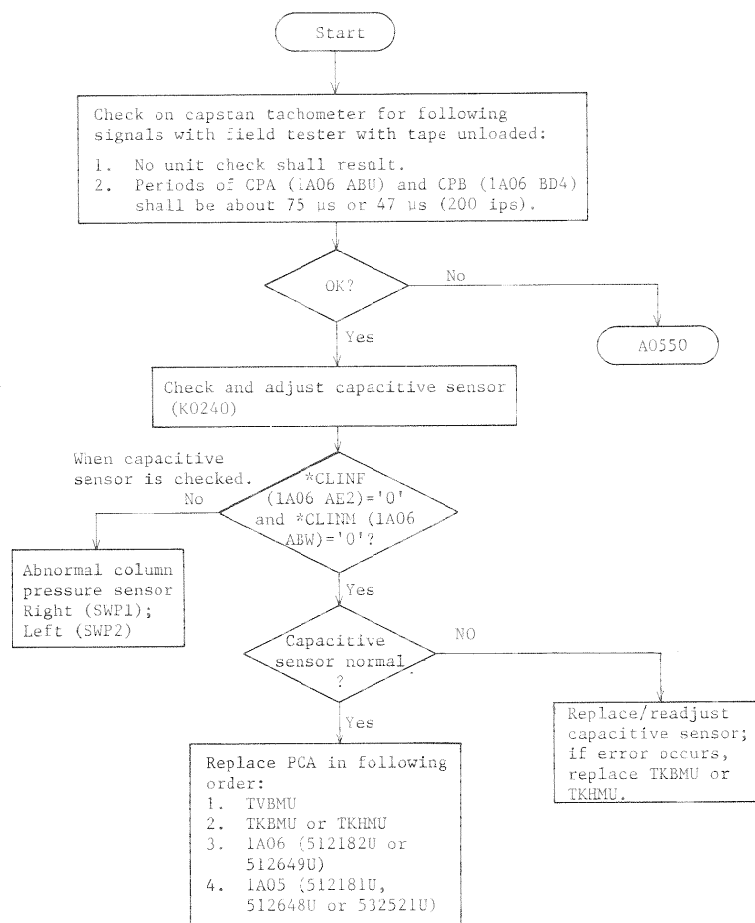 Start
Check on capstan tachometer for following
signals with field tester with tape unloaded:
1. No unit check shall result.
2. Periods of CPA (1A06 ABU) and CPB (1A06 BD4)
shall be about 75 µs or 47 µs (200 ips).
OK?
No
A0550
Yes
Check and adjust capacitive sensor
(K0240)
When capacitive
sensor is checked.
No
*CLINF
(1A06 AE2)='0'
and *CLINM (1A06
ABW)='0'?
Abnormal column
pressure sensor
Right (SWP1);
Left (SWP2)
Yes
Capacitive
sensor normal
?
NO
Replace/readjust
capacitive sensor;
if error occurs,
replace TKBMU or
TKHMU.
Yes
Replace PCA in following
order:
1. TVBMU
2. TKBMU or TKHMU
3. 1A06 (512182U or
512649U)
4. 1A05 (512181U,
512648U or 532521U)